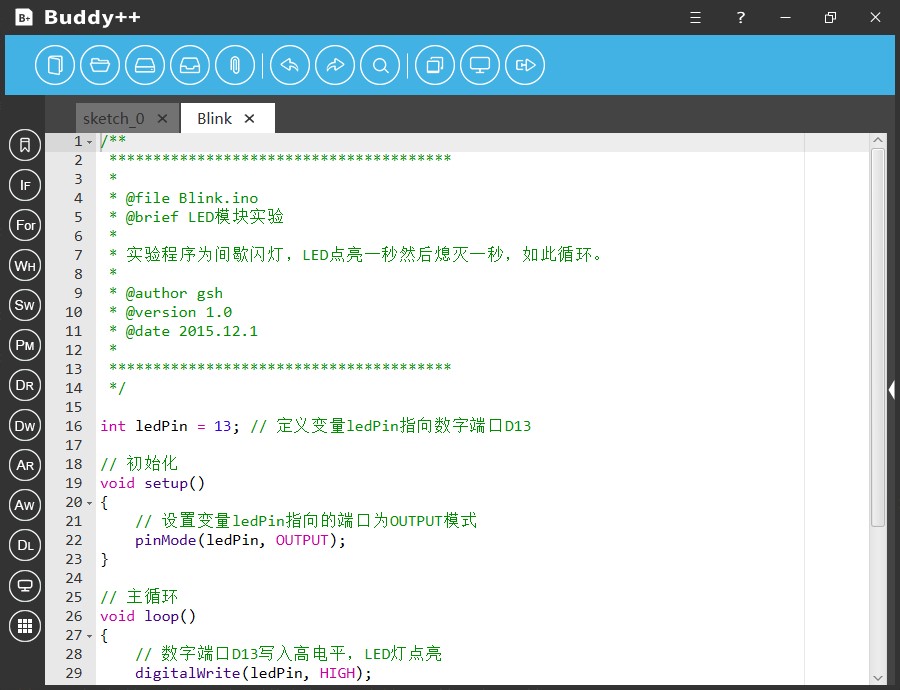 B+ Buddy++
?
sketch_0 Blink
1 /**
2 ***************************************
3 *
4 * @file Blink.ino
5 * @brief LED模块实验
6 *
7 * 实验程序为间歇闪灯，LED点亮一秒然后熄灭一秒，如此循环。
8 *
9 * @author gsh
10 * @version 1.0
11 * @date 2015.12.1
12 *
13 ***************************************
14 */
15
16 int ledPin = 13; // 定义变量ledPin指向数字端口D13
17
18 // 初始化
19 void setup()
20 {
21 // 设置变量ledPin指向的端口为OUTPUT模式
22 pinMode(ledPin, OUTPUT);
23 }
24
25 // 主循环
26 void loop()
27 {
28 // 数字端口D13写入高电平，LED灯点亮
29 digitalWrite(ledPin, HIGH);
IF
For
WH
SW
PM
DR
DW
AR
AW
DL